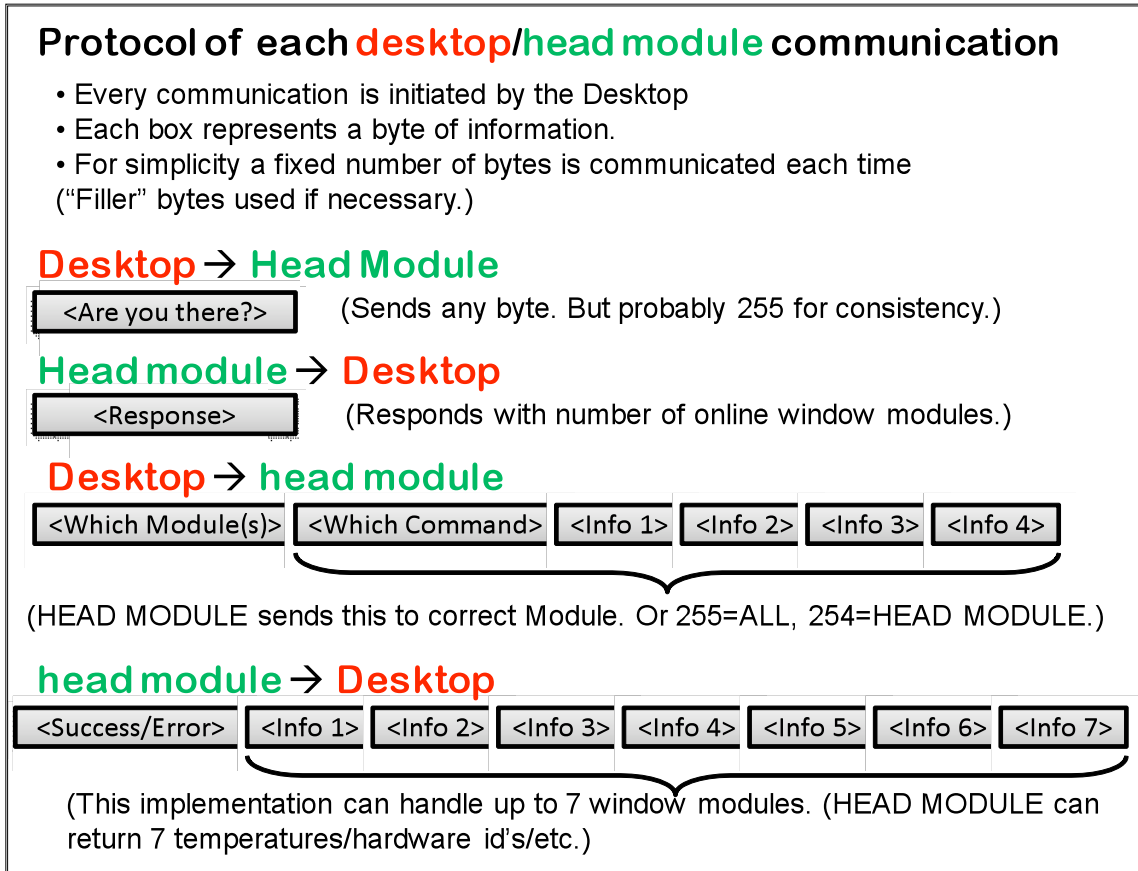 Protocol of each desktop/head module communication
• Every communication is initiated by the Desktop
• Each box represents a byte of information.
• For simplicity a fixed number of bytes is communicated each time
(“Filler” bytes used if necessary.)
Desktop → Head Module
<Are you there?> (Sends any byte. But probably 255 for consistency.)
Head module → Desktop
<Response> (Responds with number of online window modules.)
Desktop → head module
<Which Module(s)> <Which Command> <Info 1> <Info 2> <Info 3> <Info 4>
(HEAD MODULE sends this to correct Module. Or 255=ALL, 254=HEAD MODULE.)
head module → Desktop
<Success/Error> <Info 1> <Info 2> <Info 3> <Info 4> <Info 5> <Info 6> <Info 7>
(This implementation can handle up to 7 window modules. (HEAD MODULE can
return 7 temperatures/hardware id’s/etc.)